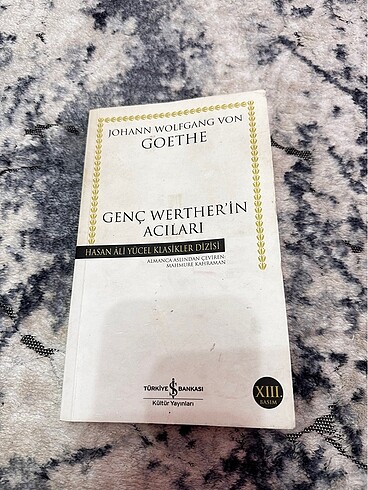 JOHANN WOLFGANG VON
GOETHE
GENÇ WERTHER'İN
ACILARI
HASAN ÂLİ YÜCEL KLASİKLER DİZİSİ
ALMANCA ASLINDAN ÇEVİREN:
MAHMURE KAHRAMAN
TÜRKİYE İŞ BANKASI
Kültür Yayınları
XIII.
BASIM